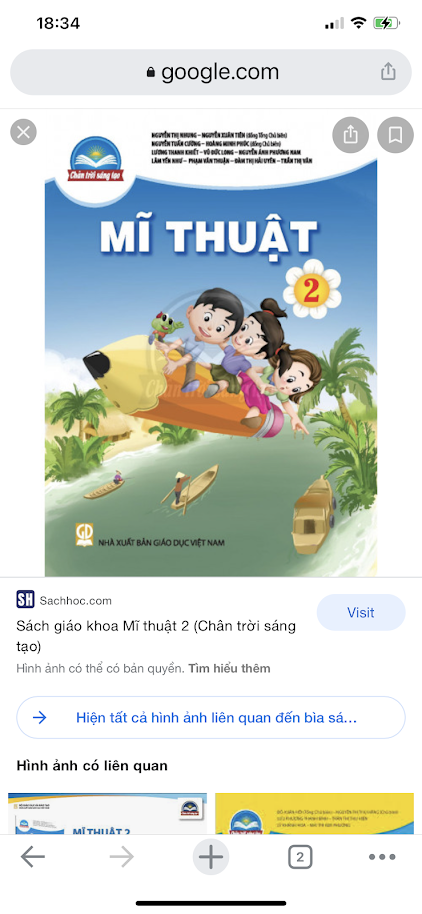 18:34
google.com
NGUYỄN THỊ NHUNG – NGUYỄN XUÂN TIÊN (đồng Tổng Chủ biên)
NGUYỄN TUẤN CƯỜNG – HOÀNG MINH PHÚC (đồng Chủ biên)
LƯƠNG THANH KHIẾT – VŨ ĐỨC LONG – NGUYỄN ÁNH PHƯƠNG NAM
LÂM YẾN NHƯ – PHẠM VĂN THUẬN – ĐÀM THỊ HẢI UYÊN – TRẦN THỊ VÂN
Chân trời sáng tạo
MĨ THUẬT
2
GD
NHÀ XUẤT BẢN GIÁO DỤC VIỆT NAM
SH
Sachhoc.com
Sách giáo khoa Mĩ thuật 2 (Chân trời sáng
tạo)
Visit
Hình ảnh có thể có bản quyền. Tìm hiểu thêm
Hiện tất cả hình ảnh liên quan đến bìa sá...
Hình ảnh có liên quan
MĨ THUẬT 2
2